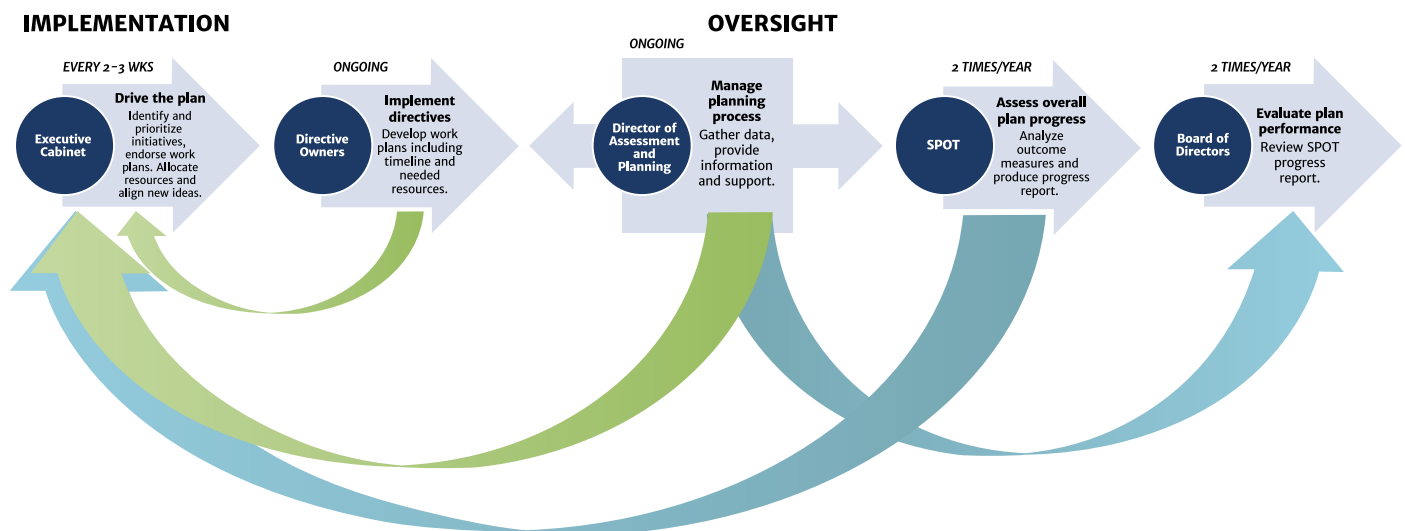 IMPLEMENTATION
OVERSIGHT
EVERY 2–3 WKS
Executive
Cabinet
Drive the plan
Identify and
prioritize
initiatives,
endorse work
plans. Allocate
resources and
align new ideas.
ONGOING
Directive
Owners
Implement
directives
Develop work
plans including
timeline and
needed
resources.
ONGOING
Director of
Assessment
and
Planning
Manage
planning
process
Gather data,
provide
information
and support.
2 TIMES/YEAR
SPOT
Assess overall
plan progress
Analyze
outcome
measures and
produce progress
report.
2 TIMES/YEAR
Board of
Directors
Evaluate plan
performance
Review SPOT
progress
report.